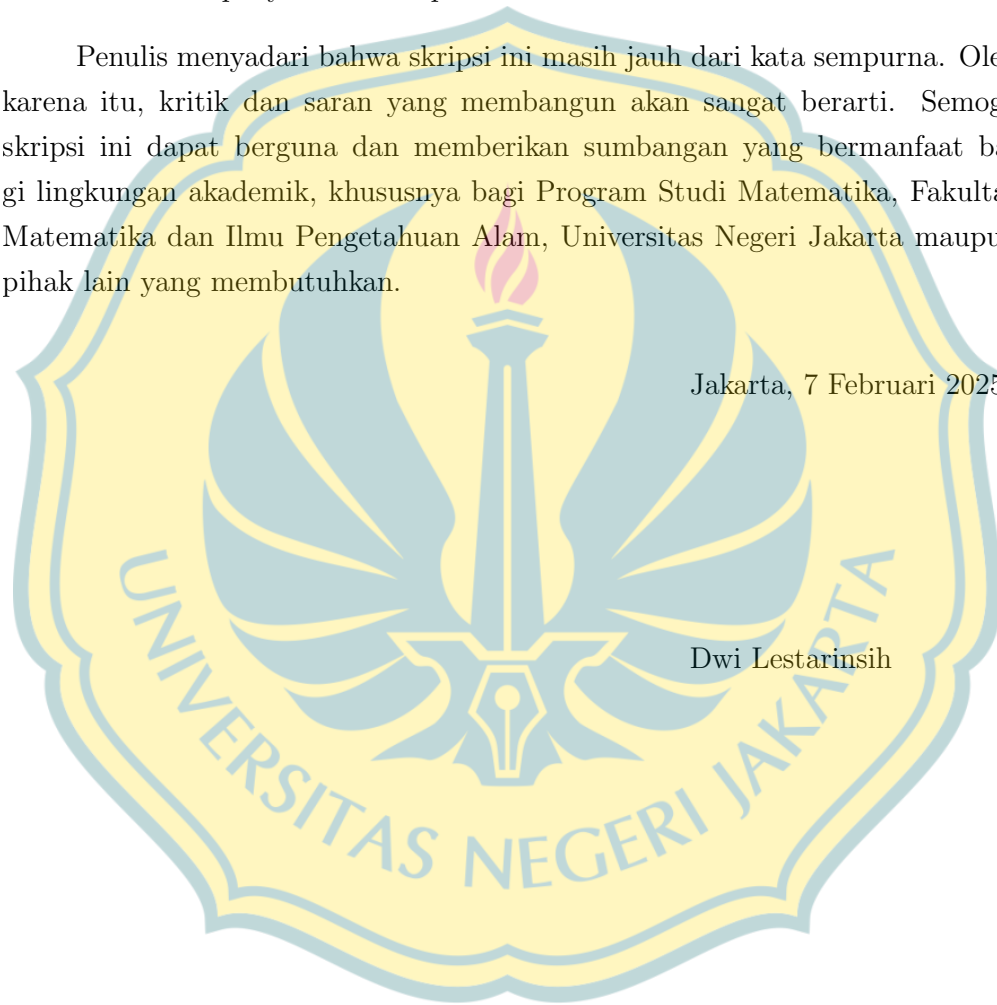 Penulis menyadari bahwa skripsi ini masih jauh dari kata sempurna. Ole
karena itu, kritik dan saran yang membangun akan sangat berarti. Semog
skripsi ini dapat berguna dan memberikan sumbangan yang bermanfaat ba
gi lingkungan akademik, khususnya bagi Program Studi Matematika, Fakulta
Matematika dan Ilmu Pengetahuan Alam, Universitas Negeri Jakarta maupu
pihak lain yang membutuhkan.
Jakarta, 7 Februari 2025
Dwi Lestarinsih
UNIVERSITAS NEGERI JAKARTA